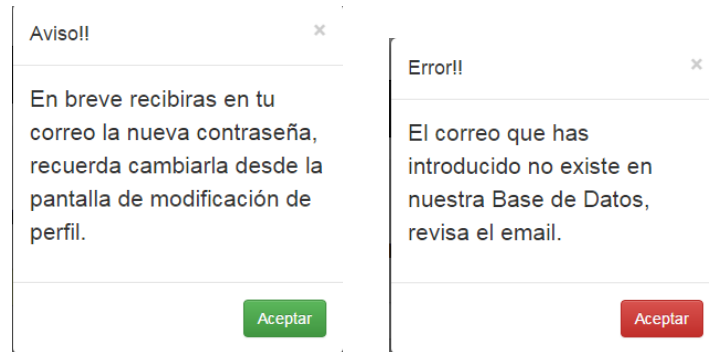 Aviso!! ×
En breve recibiras en tu
correo la nueva contraseña,
recuerda cambiarla desde la
pantalla de modificación de
perfil.
Aceptar
Error!! ×
El correo que has
introducido no existe en
nuestra Base de Datos,
revisa el email.
Aceptar